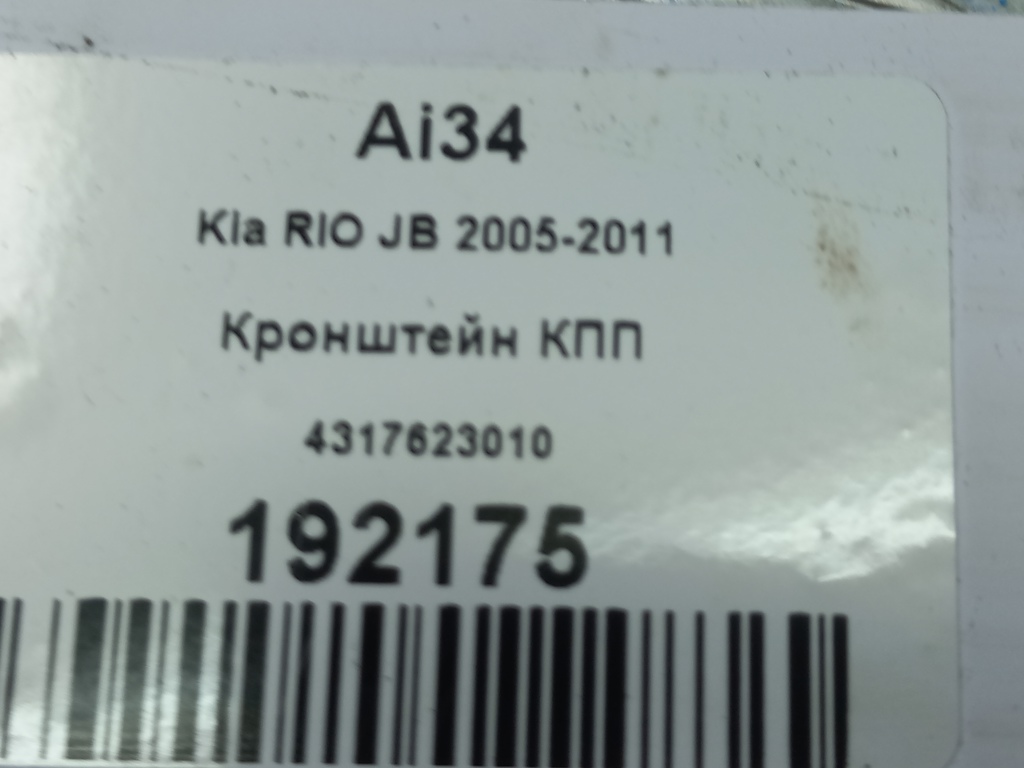 Ai34
Kia RIO JB 2005-2011
Кронштейн КПП
4317623010
192175